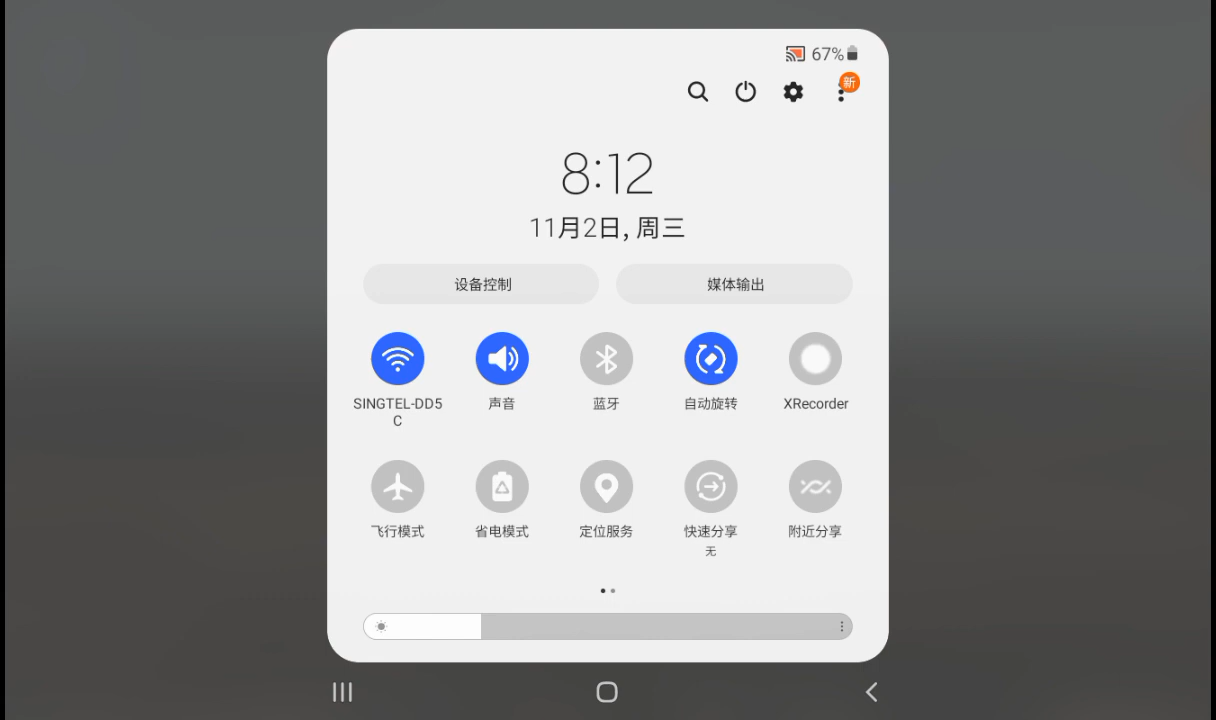 67%
新
8:12
11月2日, 周三
设备控制
媒体输出
SINGTEL-DD5
C
声音
蓝牙
自动旋转
XRecorder
飞行模式
省电模式
定位服务
快速分享
无
附近分享